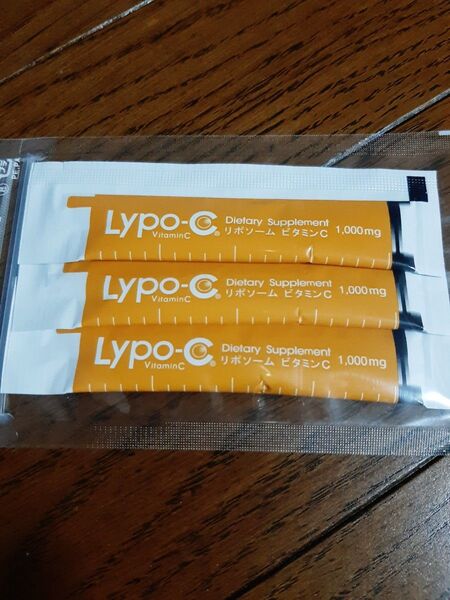 Lypo-C®
VitaminC
Dietary Supplement
リポソーム ビタミンC
1,000mg
Lypo-C®
VitaminC
Dietary Supplement
リポソーム ビタミンC
1,000mg
Lypo-C®
VitaminC
Dietary Supplement
リポソーム ビタミンC
1,000mg